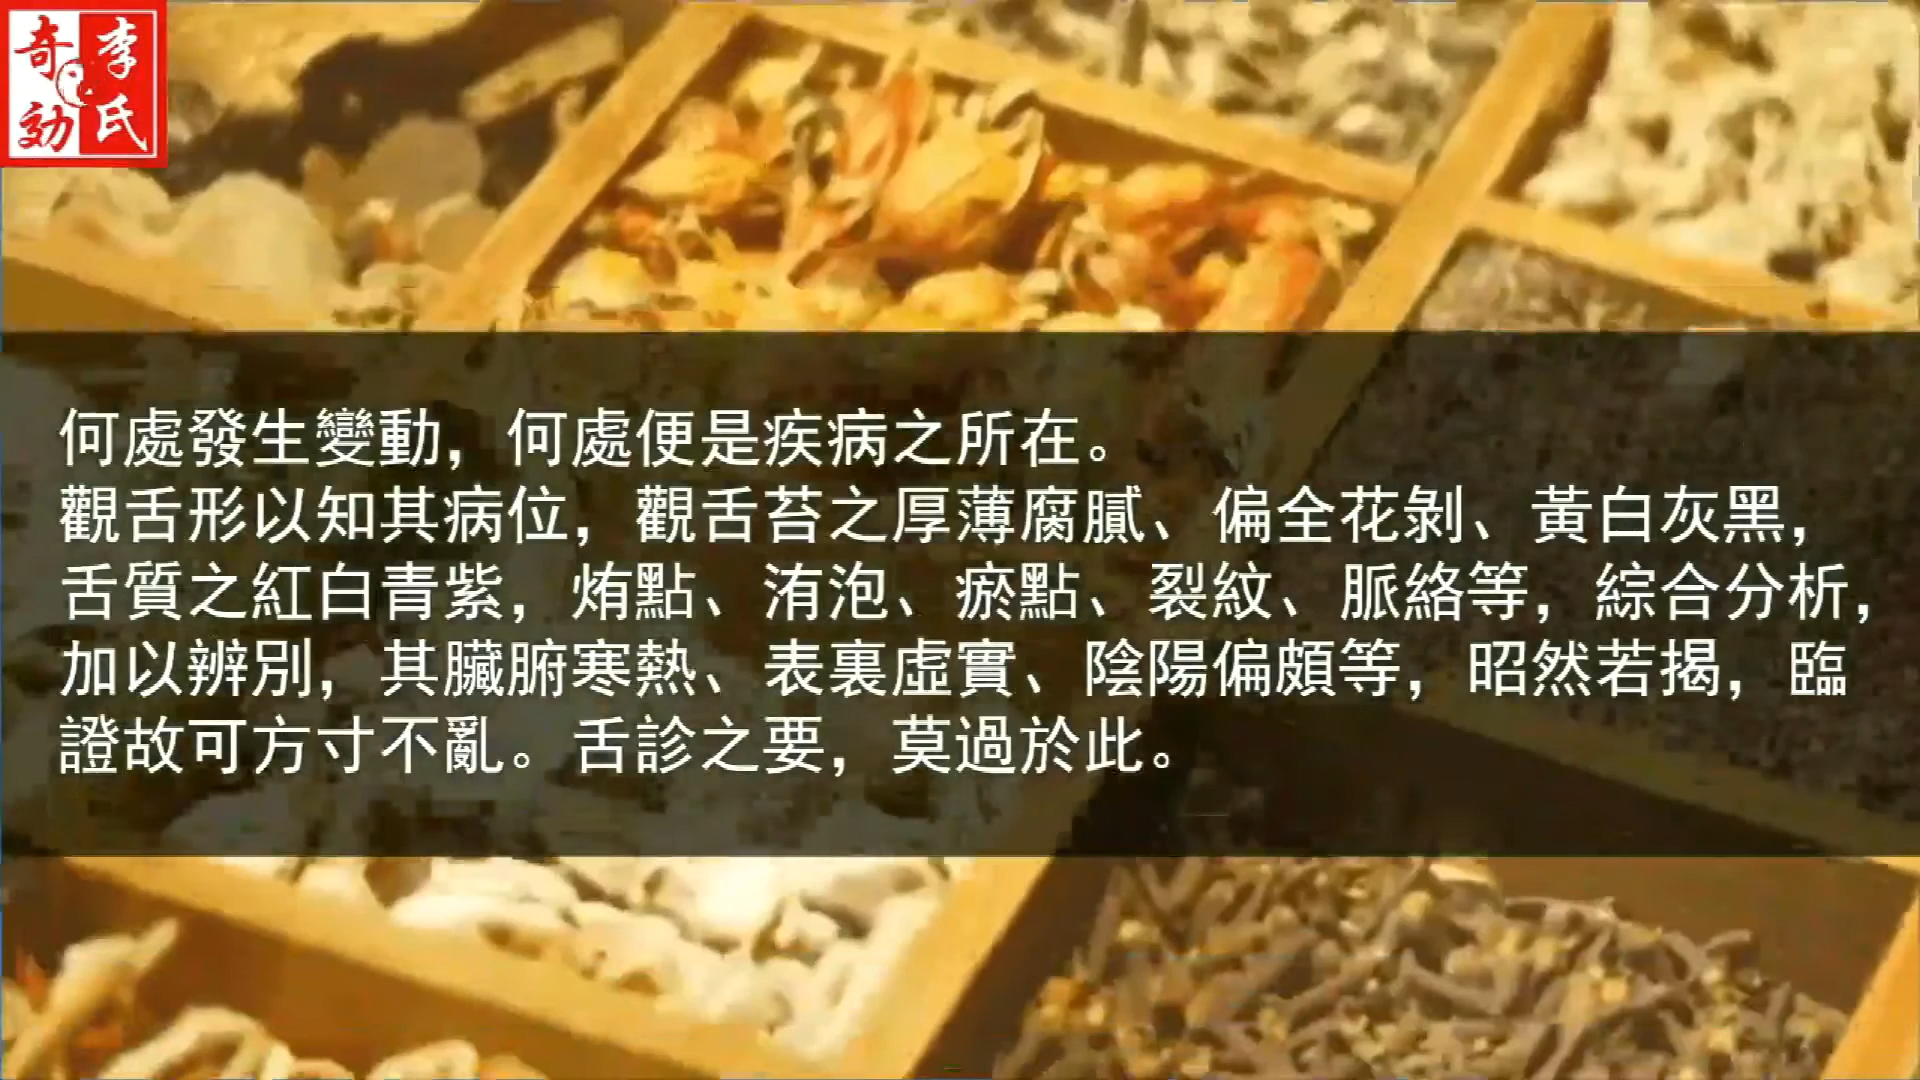 李氏
奇効
何處發生變動，何處便是疾病之所在。
觀舌形以知其病位，觀舌苔之厚薄腐膩、偏全花剝、黃白灰黑，
舌質之紅白青紫，烠點、洧泡、瘀點、裂紋、脈絡等，綜合分析，
加以辨別，其臟腑寒熱、表裏虛實、陰陽偏頗等，昭然若揭，臨
證故可方寸不亂。舌診之要，莫過於此。